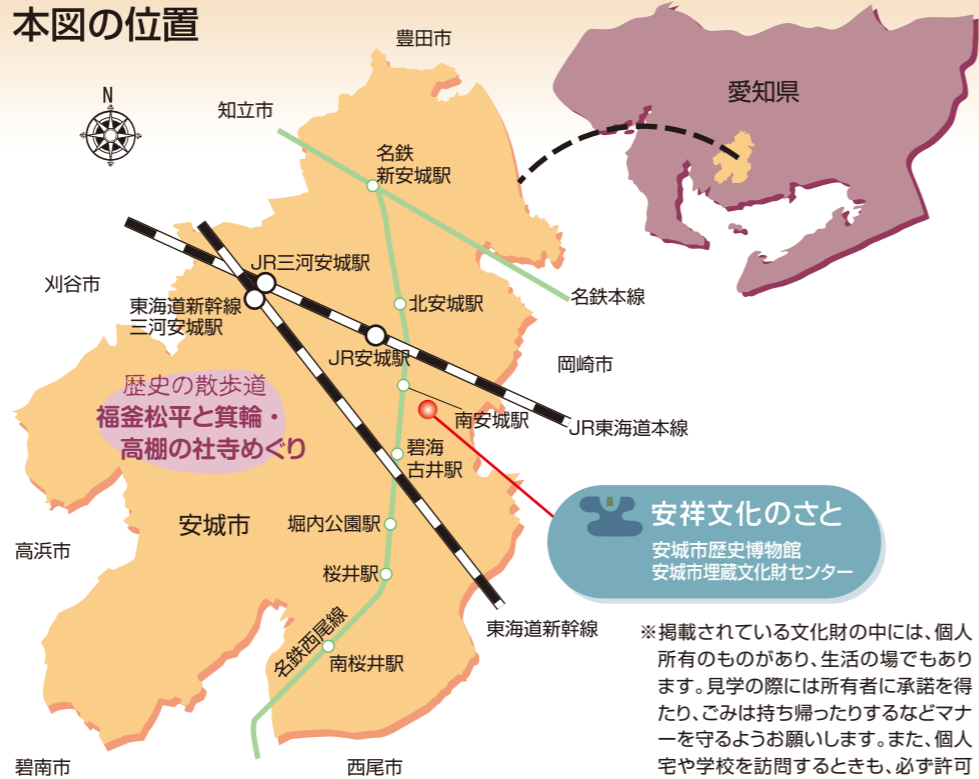 本図の位置
N
豊田市
知立市
愛知県
名鉄
新安城駅
JR三河安城駅
刈谷市
東海道新幹線
三河安城駅
北安城駅
名鉄本線
JR安城駅
岡崎市
歴史の散歩道
福釜松平と箕輪・
高棚の社寺めぐり
南安城駅
JR東海道本線
碧海
古井駅
安祥文化のさと
安城市歴史博物館
安城市埋蔵文化財センター
安城市
堀内公園駅
高浜市
桜井駅
東海道新幹線
名鉄西尾線
南桜井駅
碧南市
西尾市
※掲載されている文化財の中には、個人
所有のものがあり、生活の場でもあり
ます。見学の際には所有者に承諾を得
たり、ごみは持ち帰ったりするなどマナ
ーを守るようお願いします。また、個人
宅や学校を訪問するときも、必ず許可